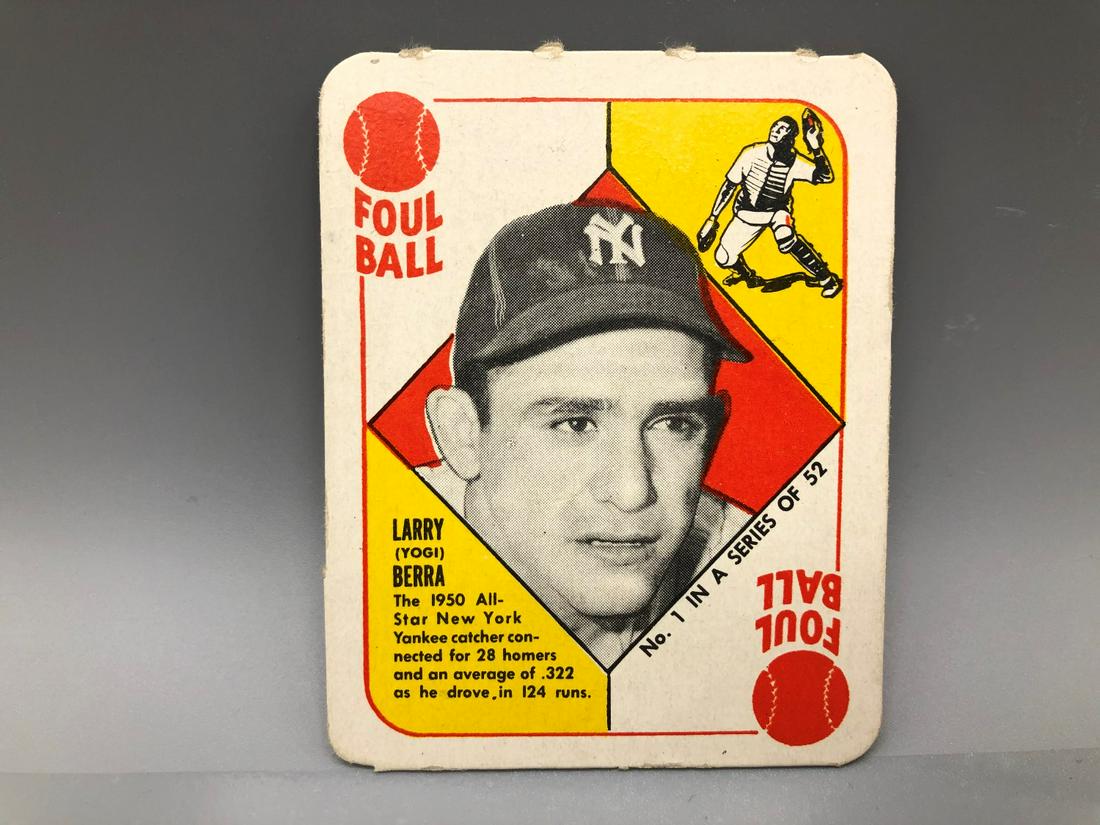 FOUL
BALL
NY
LARRY
(YOGI)
BERRA
The 1950 All-
Star New York
Yankee catcher con-
nected for 28 homers
and an average of .322
as he drove, in 124 runs.
No. 1 IN A SERIES OF 52
FOUL
BALL